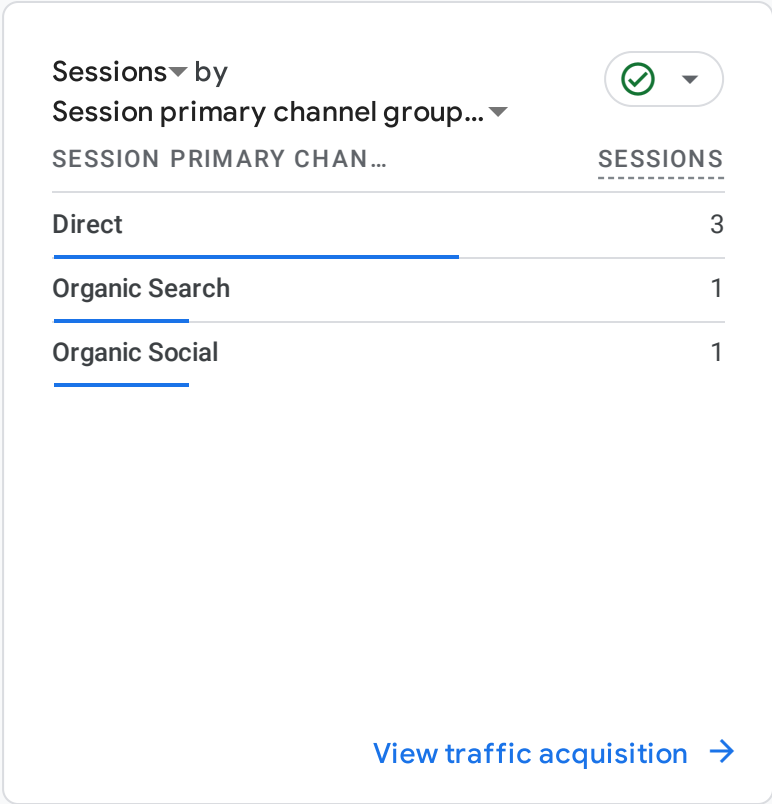 Sessions by
Session primary channel group...
SESSION PRIMARY CHAN...
SESSIONS
Direct 3
Organic Search 1
Organic Social 1
View traffic acquisition